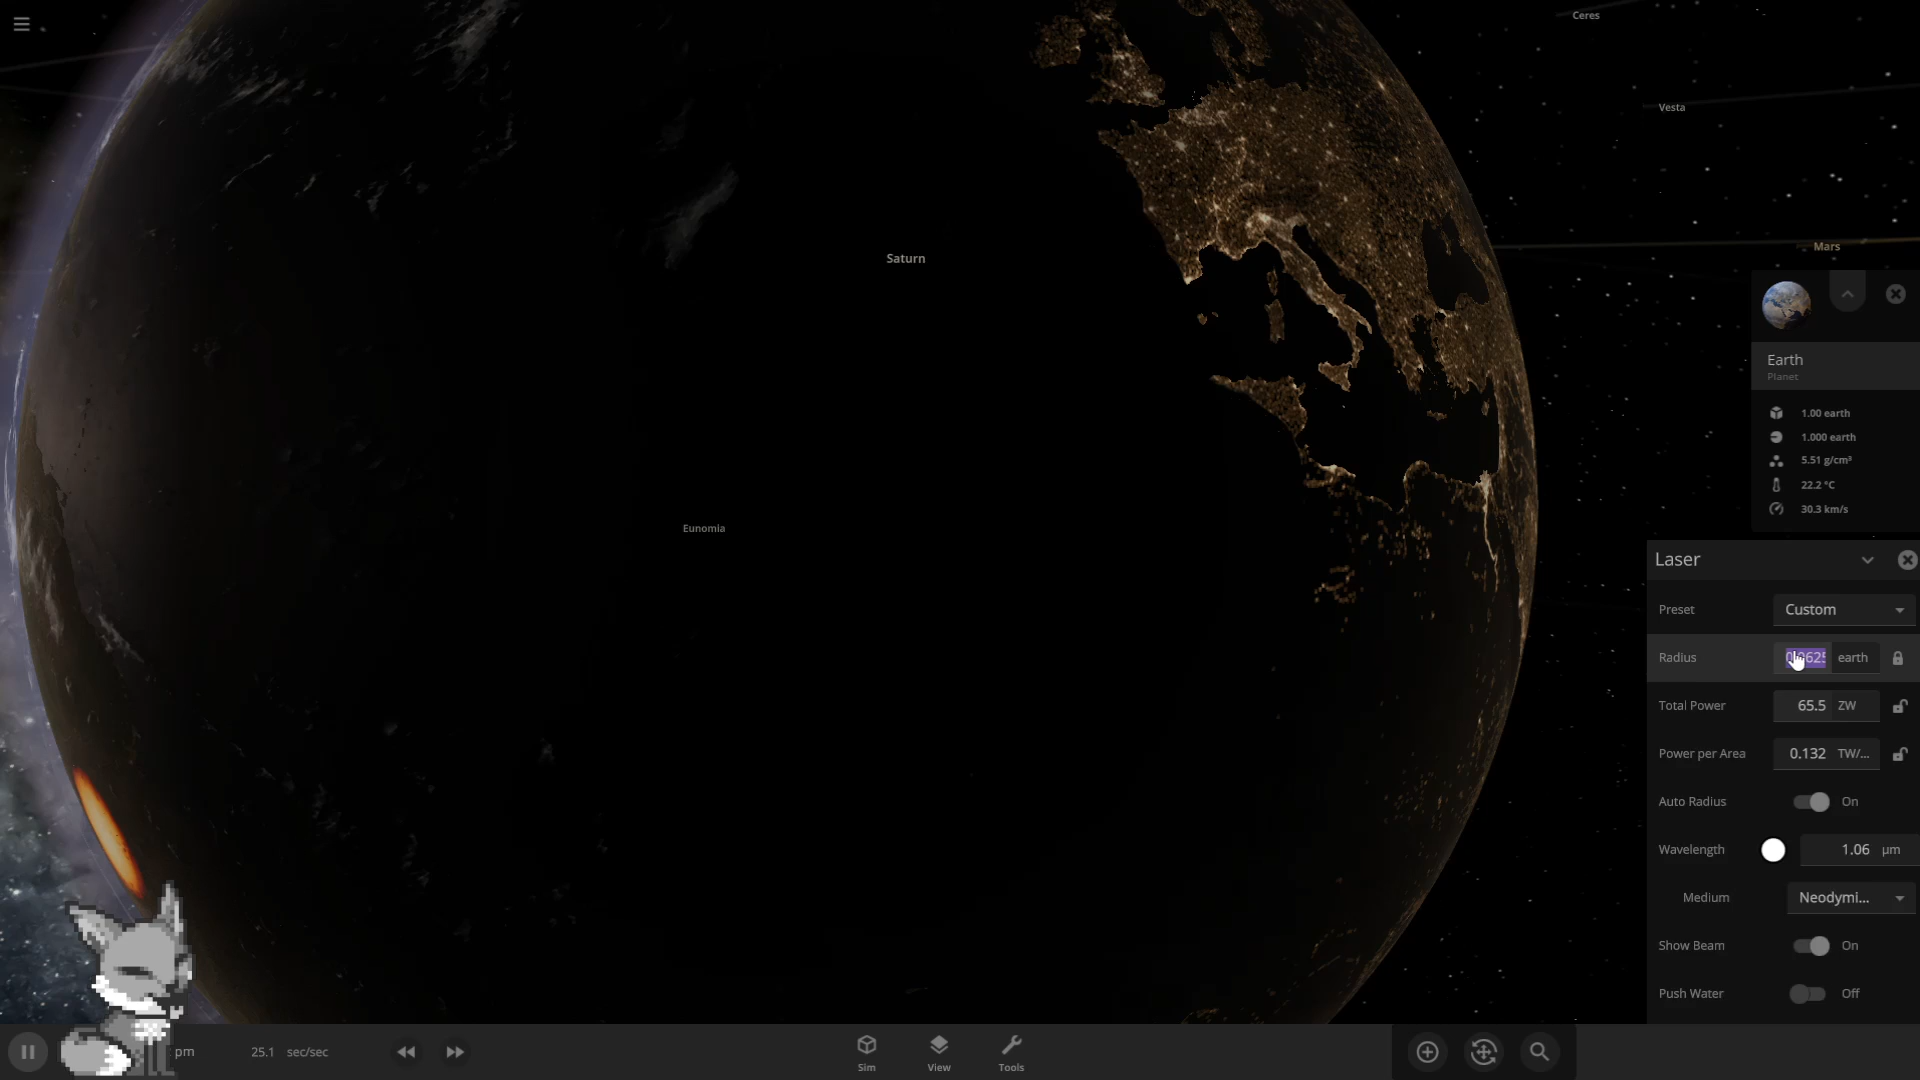 Ceres
Vesta
Mars
Saturn
Eunomia
Earth
Planet
1.00 earth
1.000 earth
5.51 g/cm³
22.2 °C
30.3 km/s
Laser
Preset Custom
Radius earth
Total Power 65.5 ZW
Power per Area 0.132 TW/...
Auto Radius On
Wavelength 1.06 μm
Medium Neodymi...
Show Beam On
Push Water Off
pm 25.1 sec/sec
Sim View Tools